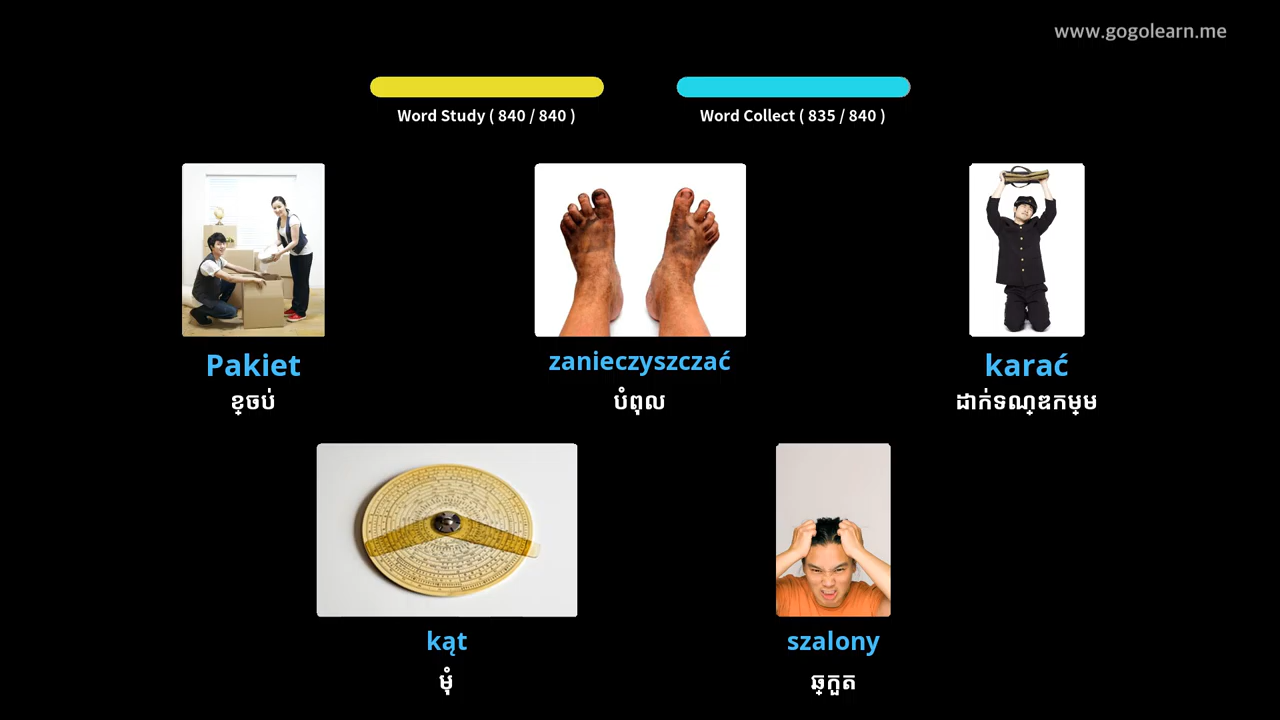 www.gogolearn.me
Word Study ( 840 / 840 )
Word Collect ( 835 / 840 )
Pakiet
ខ្ចប់
zanieczyszczać
បំពុល
karać
ដាក់ទណ្ឌកម្ម
kąt
មុំ
szalony
ឆ្កួត